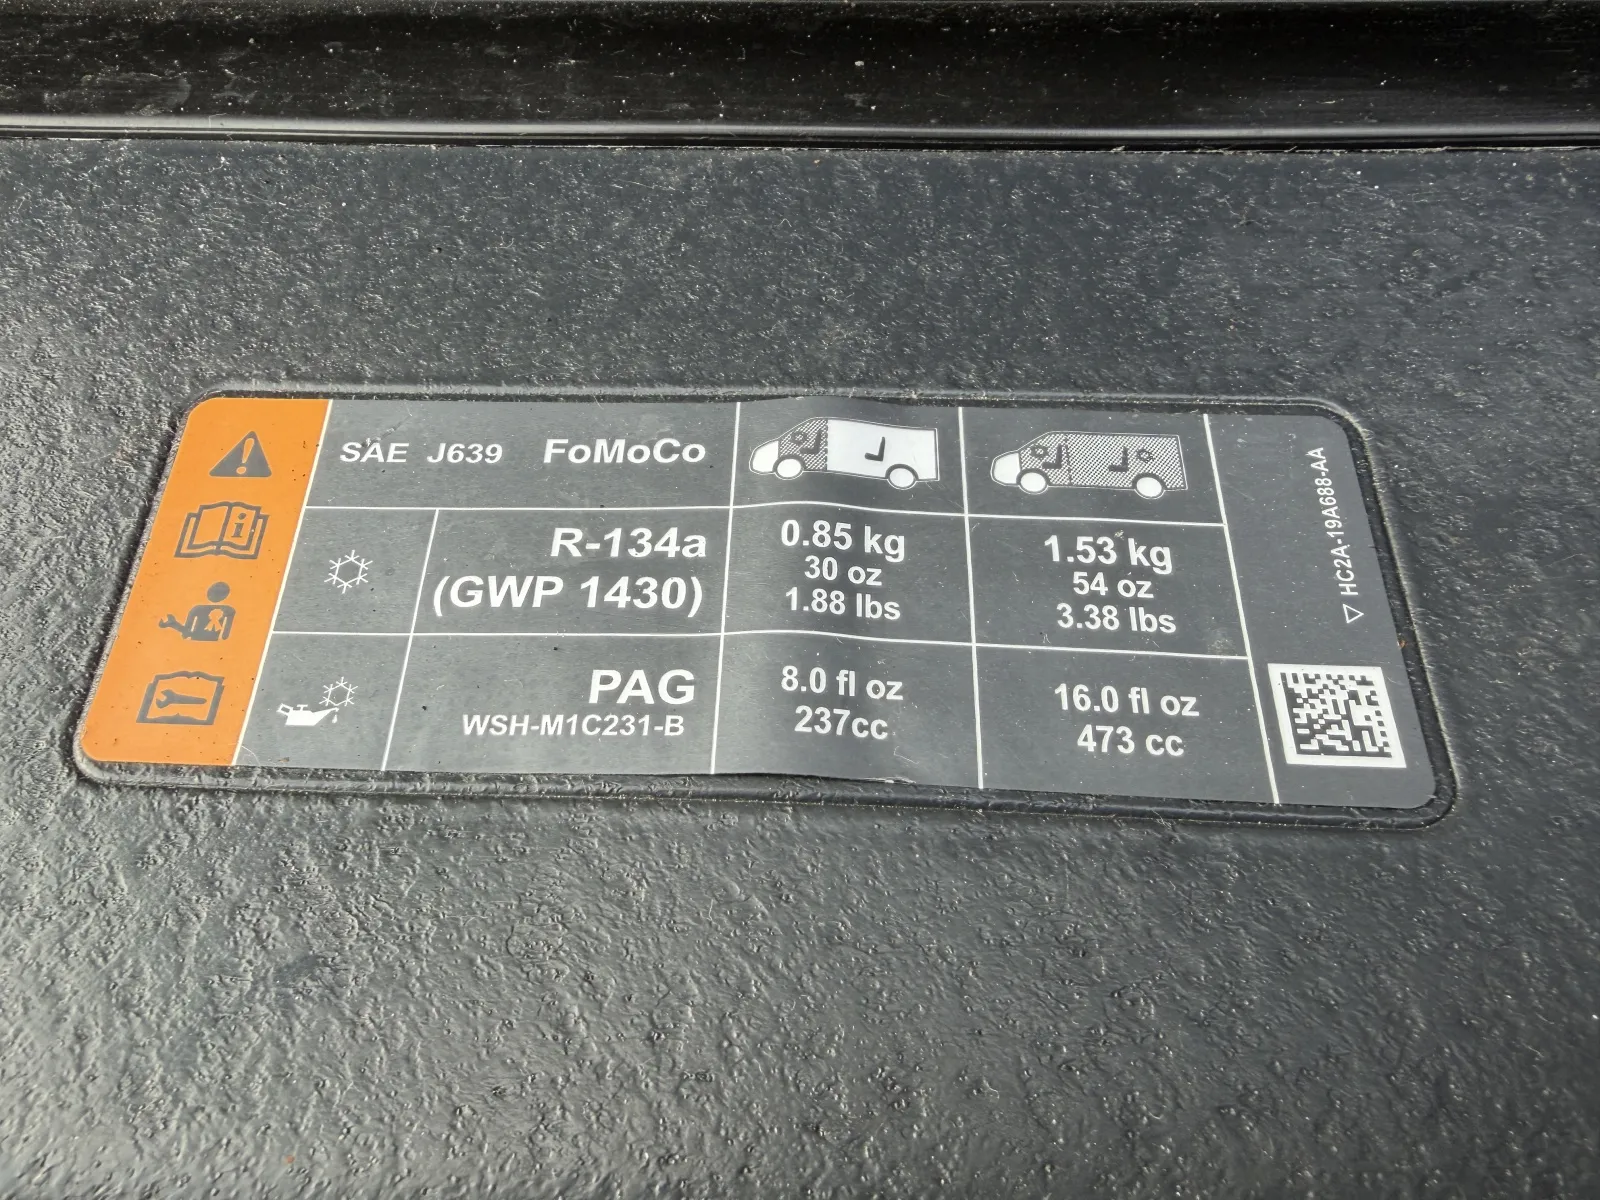 SAE J639 FoMoCo
R-134a
(GWP 1430)
0.85 kg
30 oz
1.88 lbs
1.53 kg
54 oz
3.38 lbs
PAG
WSH-M1C231-B
8.0 fl oz
237cc
16.0 fl oz
473 cc
HC2A-19A688-AA